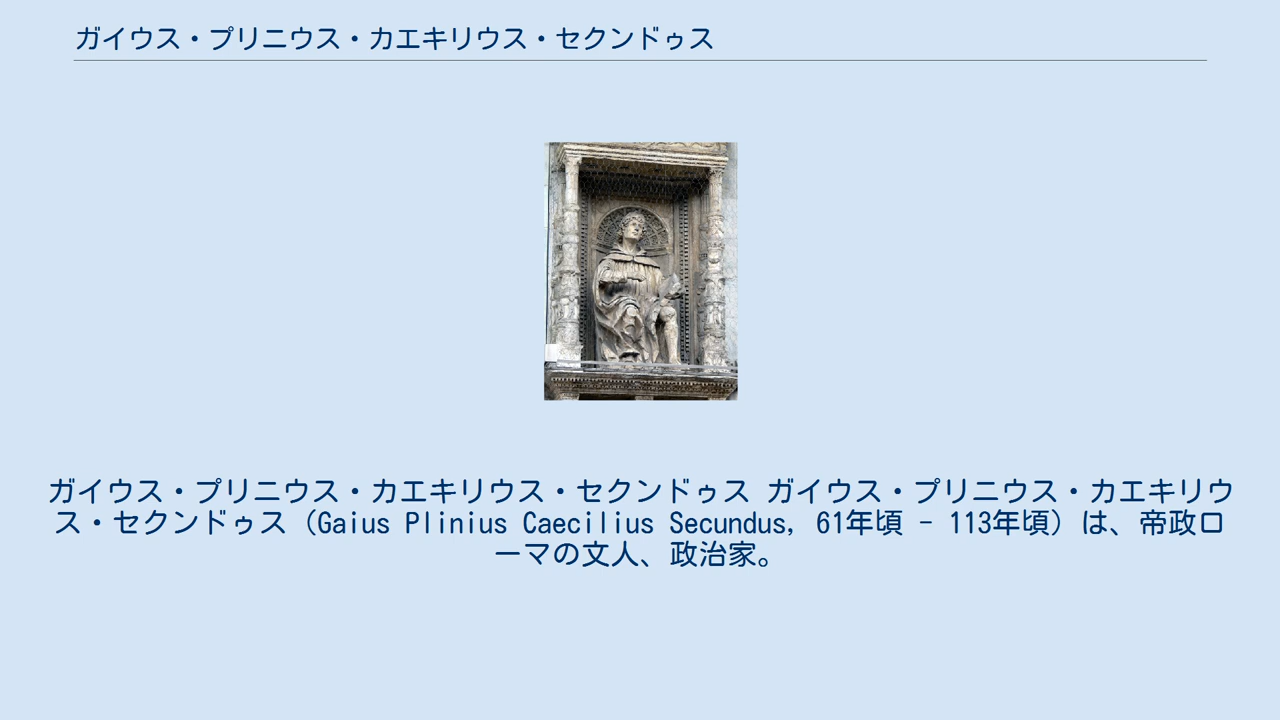 ガイウス・プリニウス・カエキリウス・セクンドゥス
ガイウス・プリニウス・カエキリウス・セクンドゥス ガイウス・プリニウス・カエキリウ
ス・セクンドゥス（Gaius Plinius Caecilius Secundus, 61年頃 - 113年頃）は、帝政ロ
ーマの文人、政治家。